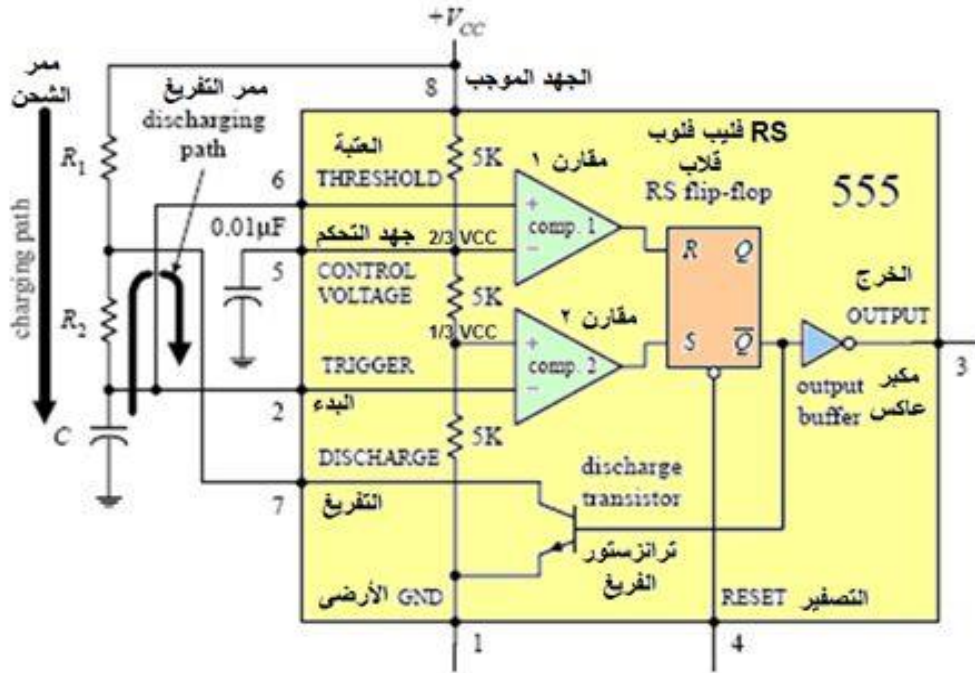 +VCC
الجهد الموجب
8
ممر
الشحن
charging path
ممر التفريغ
discharging
path
R1
R2
C
0.01μF
6
العتبة
THRESHOLD
5K
مقارن ١
comp. 1
+
−
RS فليب فلوب
قلاب
RS flip-flop
555
جهد التحكم
2/3 VCC
5
CONTROL
VOLTAGE
5K
1/3 VCC
مقارن ٢
comp. 2
+
−
R Q
S Q
الخرج
OUTPUT
3
output
buffer
مكبر
عاكس
TRIGGER
2
البدء
5K
DISCHARGE
7
التفريغ
discharge
transistor
ترانزستور
الفريغ
الأرضى GND
RESET التصفير
1
4